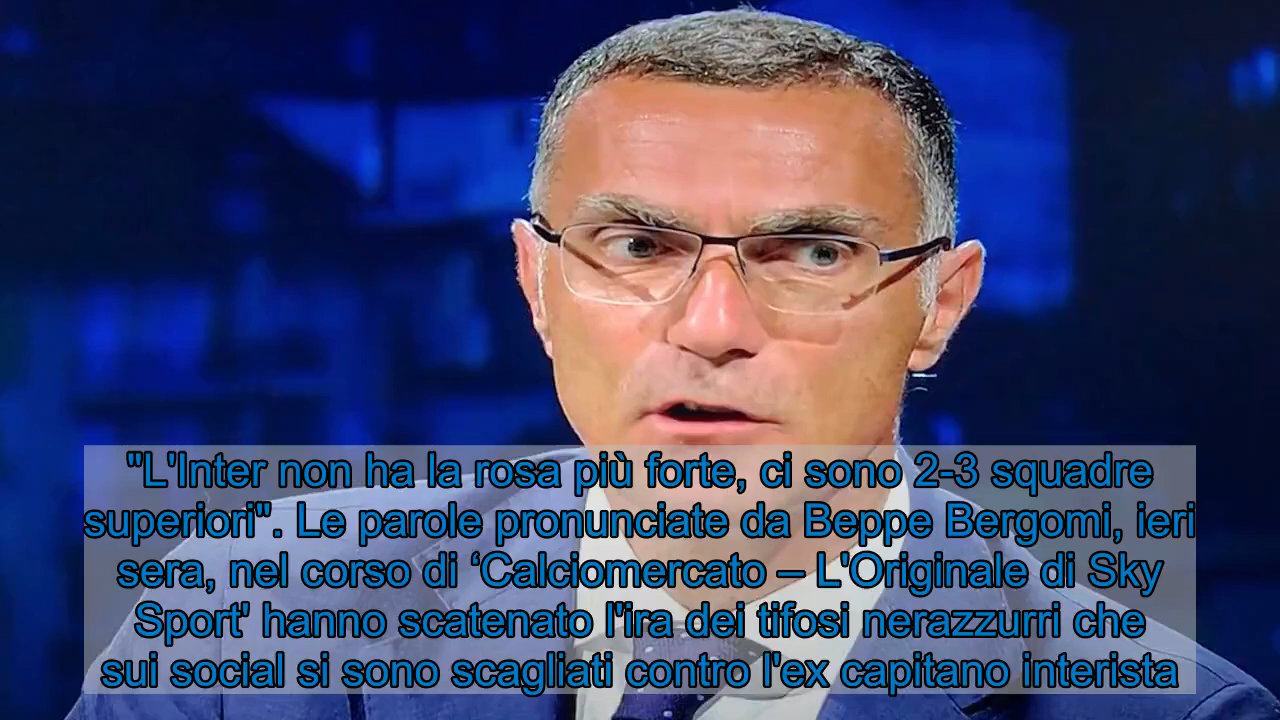 "L'Inter non ha la rosa più forte, ci sono 2-3 squadre
superiori". Le parole pronunciate da Beppe Bergomi, ieri
sera, nel corso di ‘Calciomercato – L'Originale di Sky
Sport' hanno scatenato l'ira dei tifosi nerazzurri che
sui social si sono scagliati contro l'ex capitano interista